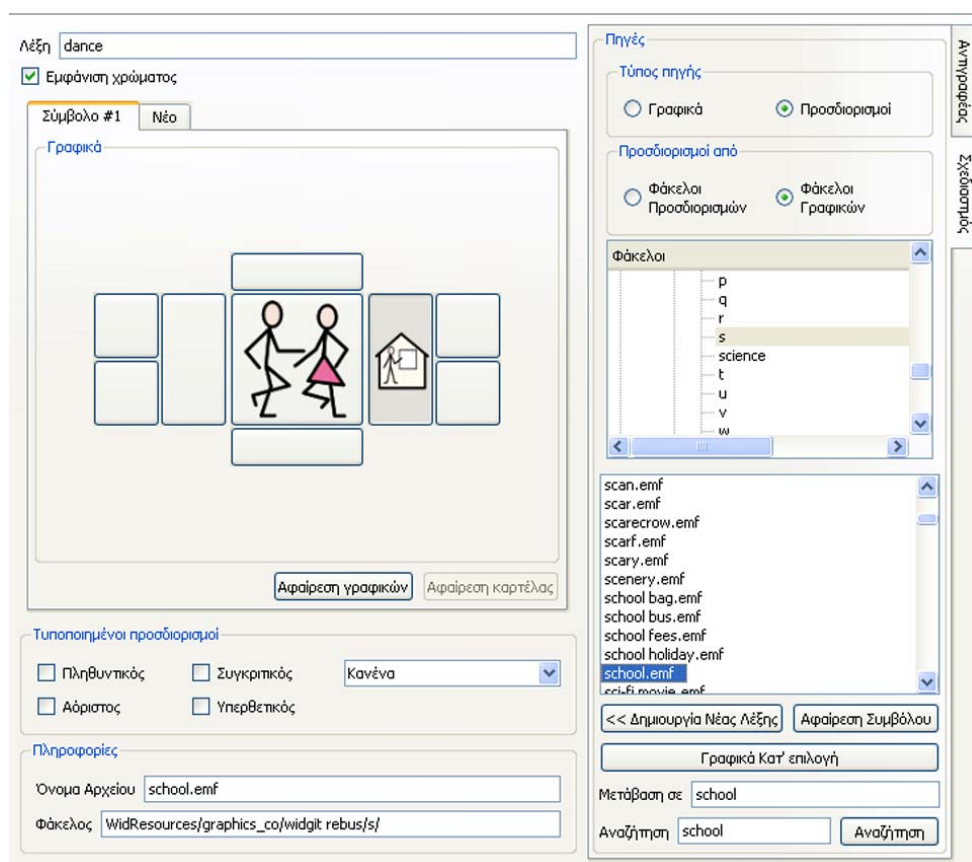 Λέξη dance
Εμφάνιση χρώματος
Σύμβολο #1 Νέο
Γραφικά
Αφαίρεση γραφικών Αφαίρεση καρτέλας
Τυποποιημένοι προσδιορισμοί
Πληθυντικός Συγκριτικός Κανένα
Αόριστος Υπερθετικός
Πληροφορίες
Όνομα Αρχείου school.emf
Φάκελος WidResources/graphics_co/widgit rebus/s/
Πηγές
Τύπος πηγής
Γραφικά Προσδιορισμοί
Προσδιορισμοί από
Φάκελοι
Προσδιορισμών
Φάκελοι
Γραφικών
Φάκελοι
p
q
r
s
science
t
u
v
w
scan.emf
scar.emf
scarecrow.emf
scarf.emf
scary.emf
scenery.emf
school bag.emf
school bus.emf
school fees.emf
school holiday.emf
school.emf
sci-fi movie.emf
<< Δημιουργία Νέας Λέξης Αφαίρεση Συμβόλου
Γραφικά Κατ' επιλογή
Μετάβαση σε school
Αναζήτηση school Αναζήτηση
Αντιγραφέας
Σχεδιασμός